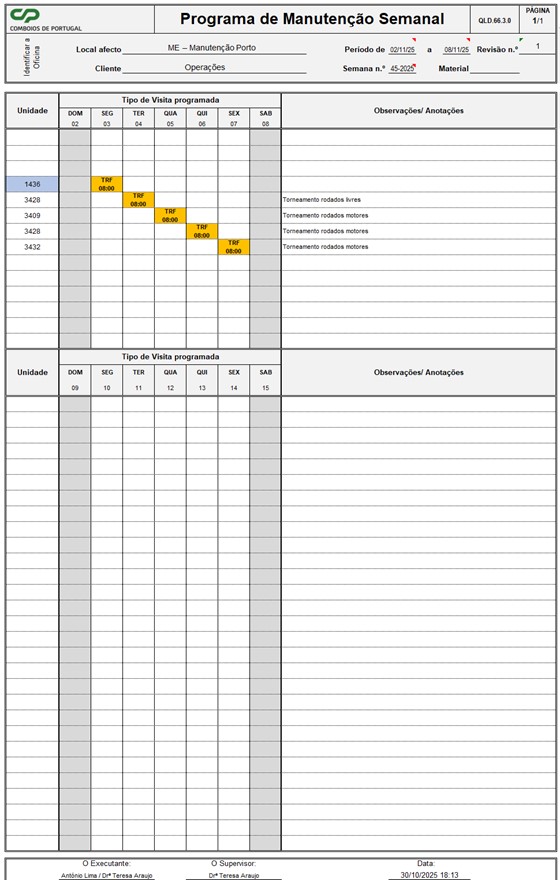 COMBOIOS DE PORTUGAL
Programa de Manutenção Semanal
QLD.66.3.0
PÁGINA
1/1
Identificar a Oficina
Local afecto ME – Manutenção Porto
Periodo de 02/11/25 a 08/11/25 Revisão n.º 1
Cliente Operações
Semana n.º 45-2025 Material
Unidade
Tipo de Visita programada
Observações/ Anotações
DOM SEG TER QUA QUI SEX SAB
02 03 04 05 06 07 08
1436 TRF 08:00
3428 TRF 08:00 Torneamento rodados livres
3409 TRF 08:00 Torneamento rodados motores
3428 TRF 08:00 Torneamento rodados motores
3432 TRF 08:00 Torneamento rodados motores
Unidade
Tipo de Visita programada
Observações/ Anotações
DOM SEG TER QUA QUI SEX SAB
09 10 11 12 13 14 15
O Executante: O Supervisor: Data:
António Lima / Drª Teresa Araujo Drª Teresa Araujo 30/10/2025 18:13